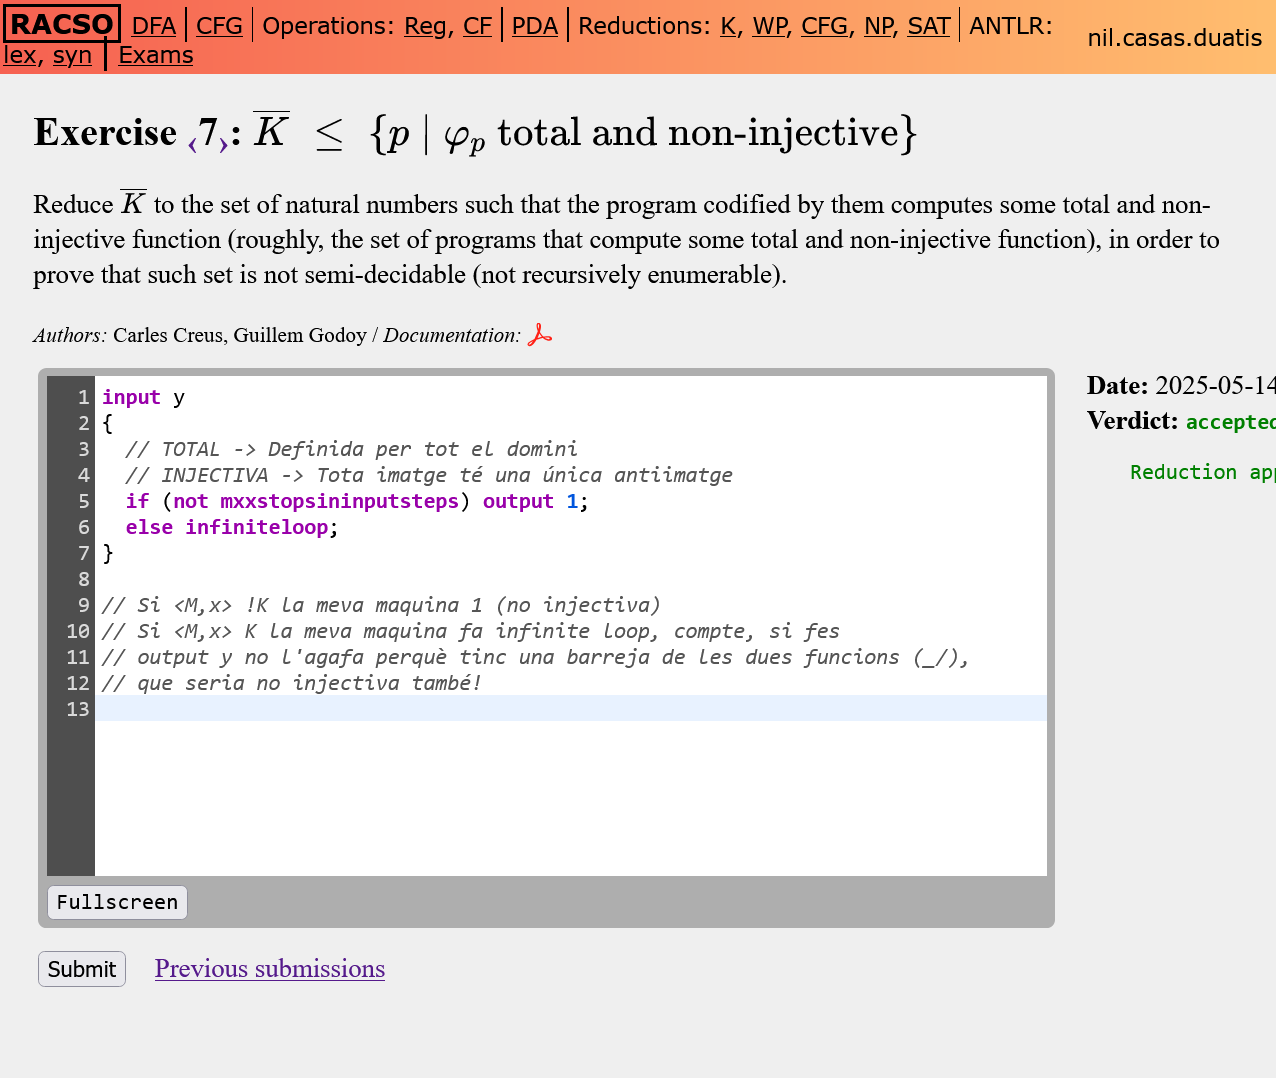 RACSO DFA CFG Operations: Reg, CF PDA Reductions: K, WP, CFG, NP, SAT ANTLR:
lex, syn Exams
nil.casas.duatis
Exercise ‹7›: K̅ ≤ {p | φₚ total and non-injective}
Reduce K̅ to the set of natural numbers such that the program codified by them computes some total and non-
injective function (roughly, the set of programs that compute some total and non-injective function), in order to
prove that such set is not semi-decidable (not recursively enumerable).
Authors: Carles Creus, Guillem Godoy / Documentation:
1 input y
2 {
3 // TOTAL -> Definida per tot el domini
4 // INJECTIVA -> Tota imatge té una única antiimatge
5 if (not mxxstopsininputsteps) output 1;
6 else infiniteloop;
7 }
8
9 // Si <M,x> !K la meva maquina 1 (no injectiva)
10 // Si <M,x> K la meva maquina fa infinite loop, compte, si fes
11 // output y no l'agafa perquè tinc una barreja de les dues funcions (_/),
12 // que seria no injectiva també!
13
Fullscreen
Date: 2025-05-14
Verdict: accepted
Reduction app
Submit Previous submissions